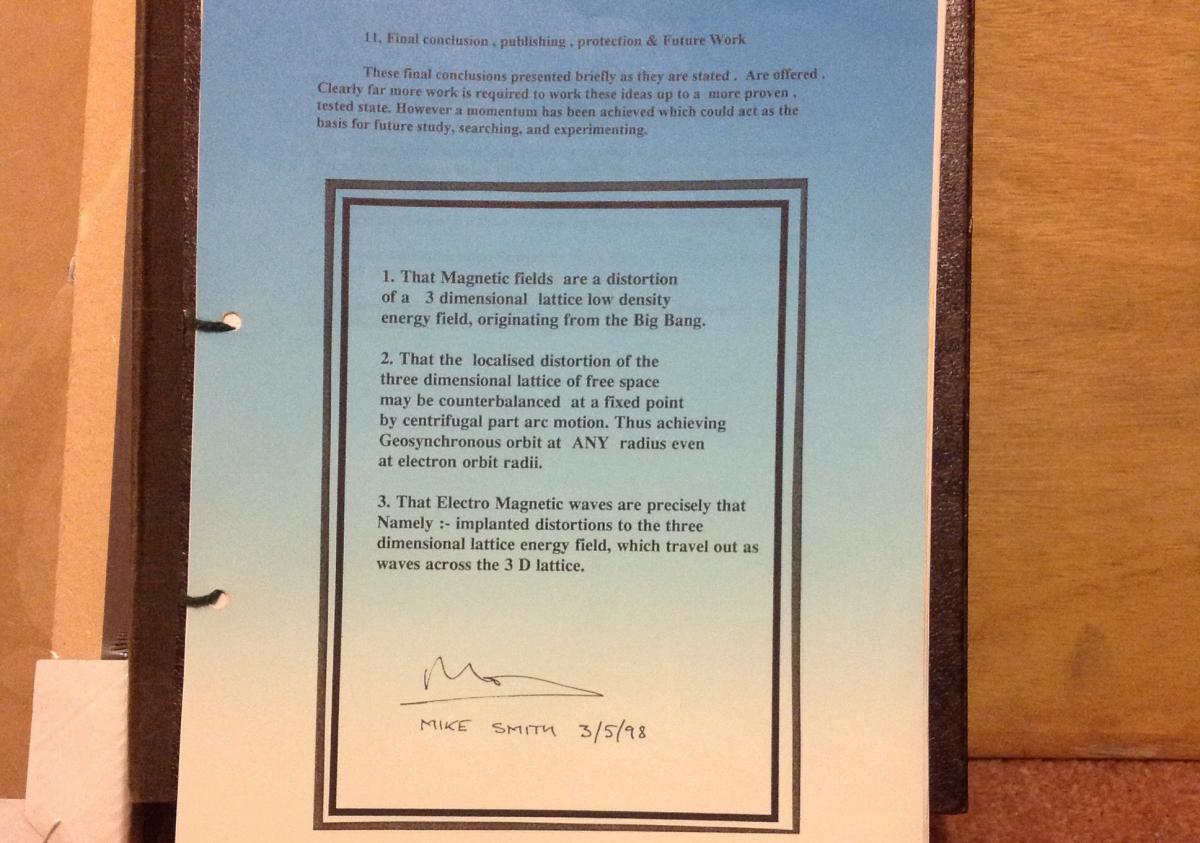 11. Final conclusion , publishing , protection & Future Work
These final conclusions presented briefly as they are stated . Are offered .
Clearly far more work is required to work these ideas up to a more proven ,
tested state. However a momentum has been achieved which could act as the
basis for future study, searching, and experimenting.
1. That Magnetic fields are a distortion
of a 3 dimensional lattice low density
energy field, originating from the Big Bang.
2. That the localised distortion of the
three dimensional lattice of free space
may be counterbalanced at a fixed point
by centrifugal part arc motion. Thus achieving
Geosynchronous orbit at ANY radius even
at electron orbit radii.
3. That Electro Magnetic waves are precisely that
Namely :- implanted distortions to the three
dimensional lattice energy field, which travel out as
waves across the 3 D lattice.
MIKE SMITH 3/5/98